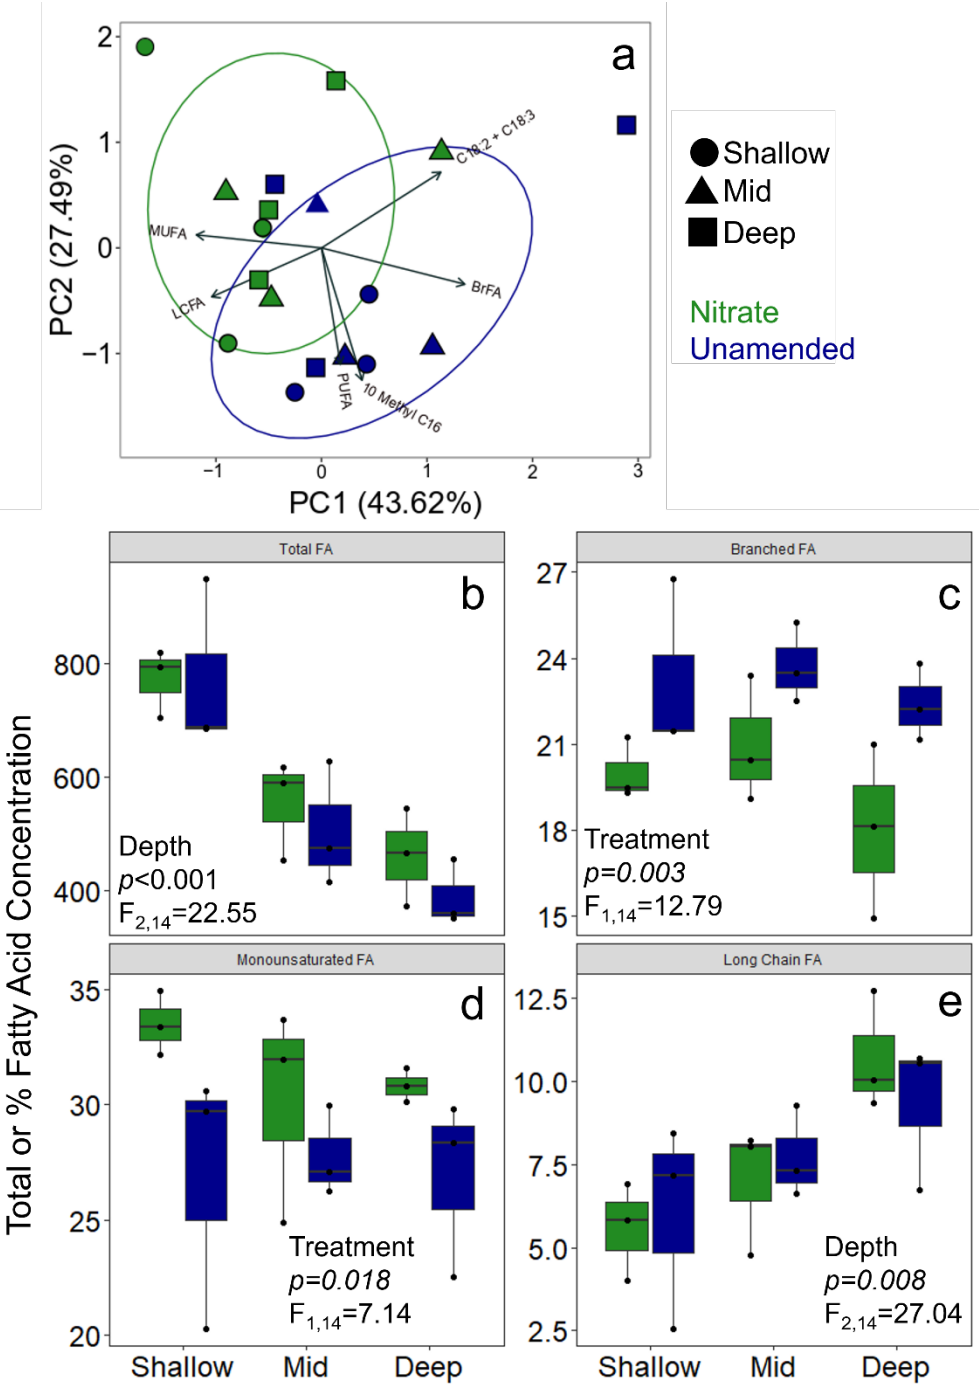 a
2
1
0
−1
PC2 (27.49%)
C18:2 + C18:3
MUFA
LCFA
BrFA
PUFA
10 Methyl C16
−1
0
1
2
3
PC1 (43.62%)
Shallow
Mid
Deep
Nitrate
Unamended
Total or % Fatty Acid Concentration
Total FA
b
800
600
400
Depth
p<0.001
F2,14=22.55
Branched FA
c
27
24
21
18
15
Treatment
p=0.003
F1,14=12.79
Monounsaturated FA
d
35
30
25
20
Treatment
p=0.018
F1,14=7.14
Shallow
Mid
Deep
Long Chain FA
e
12.5
10.0
7.5
5.0
2.5
Depth
p=0.008
F2,14=27.04
Shallow
Mid
Deep